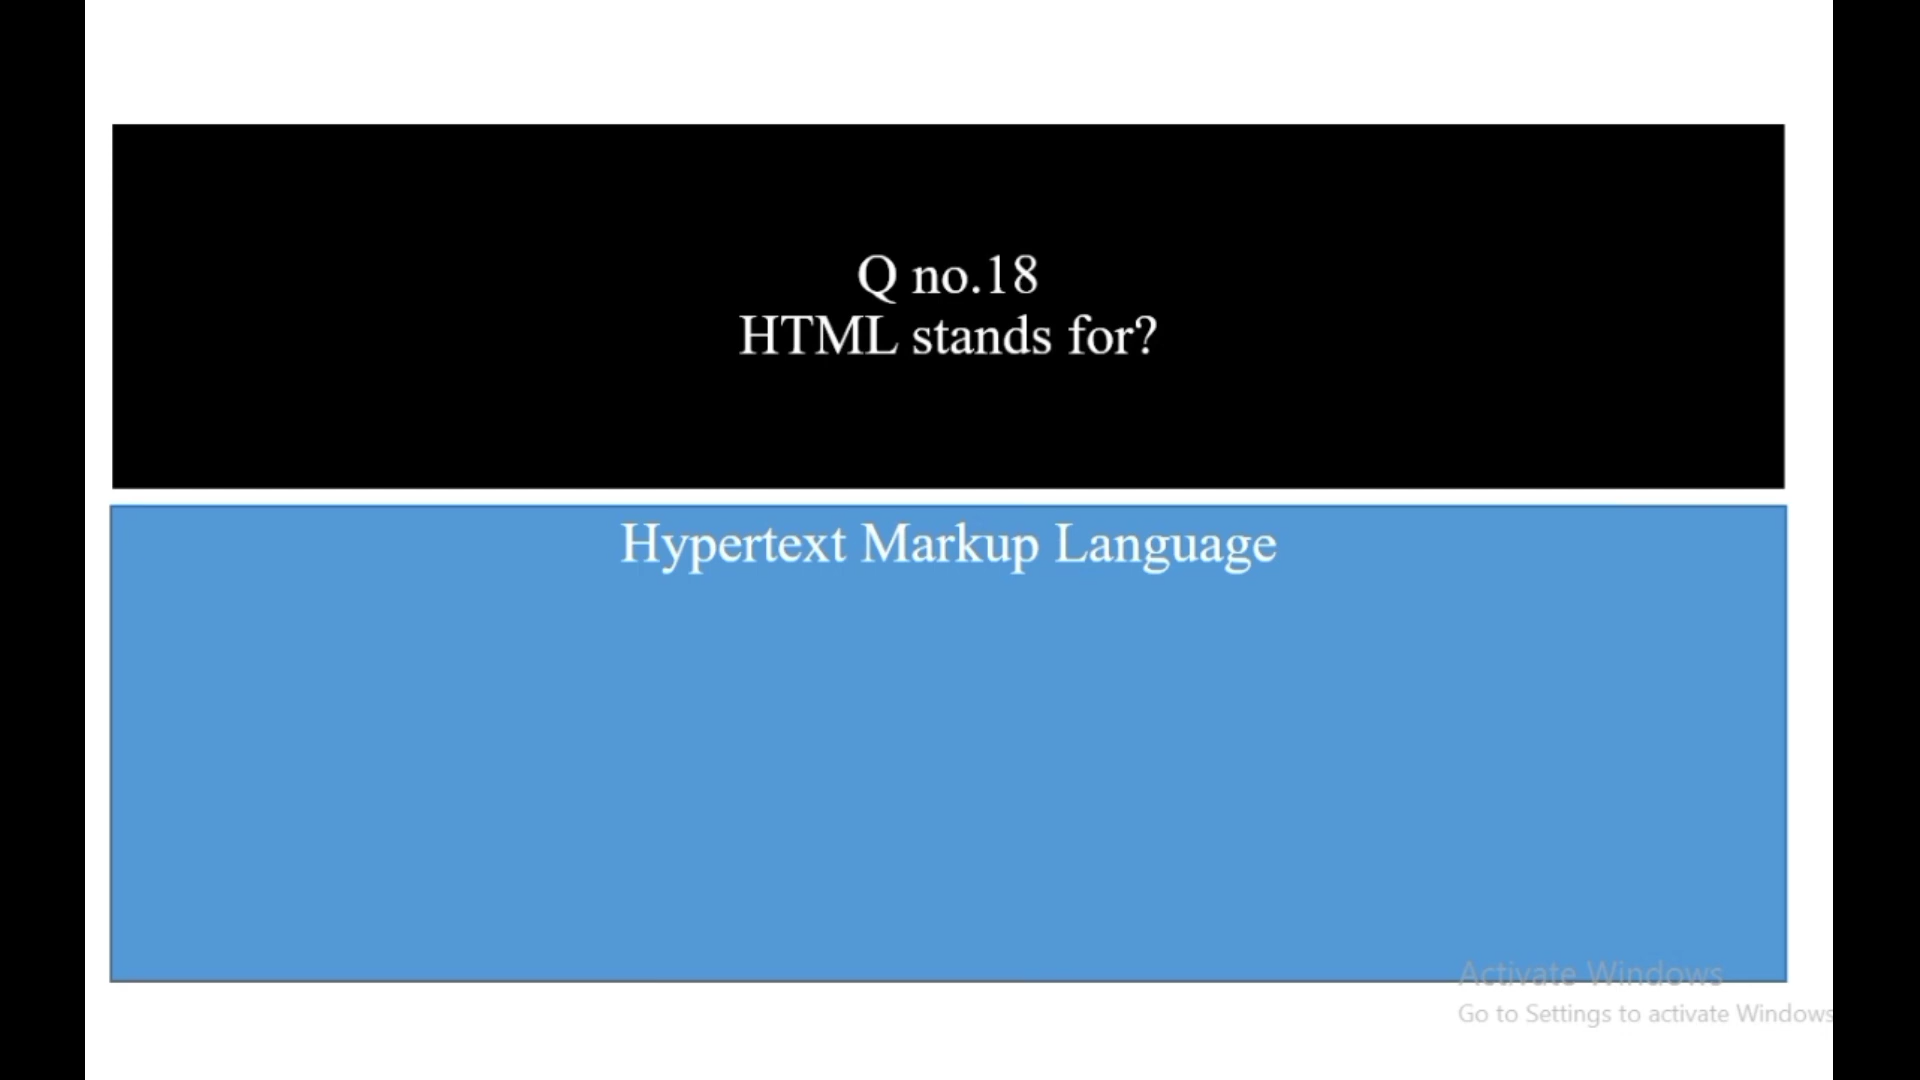 Q no.18
HTML stands for?
Hypertext Markup Language
Activate Windows
Go to Settings to activate Windows